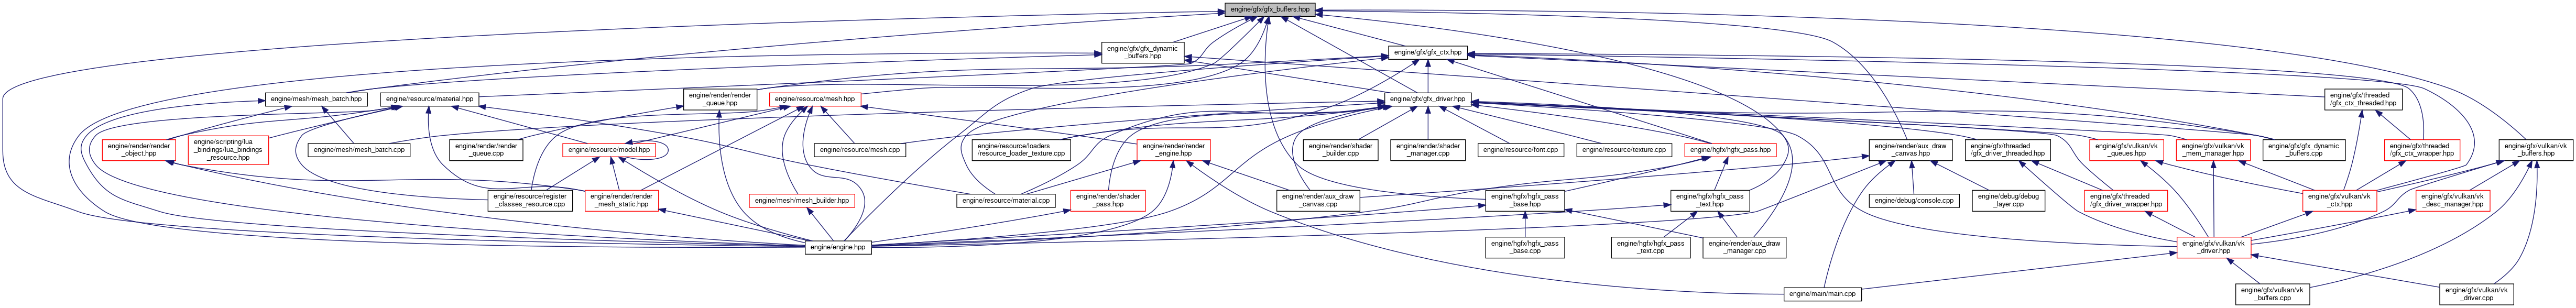 engine/gfx/gfx_buffers.hpp
engine/gfx/gfx_dynamic
_buffers.hpp
engine/gfx/gfx_ctx.hpp
engine/mesh/mesh_batch.hpp
engine/resource/material.hpp
engine/render/render
_queue.hpp
engine/resource/mesh.hpp
engine/gfx/gfx_driver.hpp
engine/gfx/threaded
/gfx_ctx_threaded.hpp
engine/render/render
_object.hpp
engine/scripting/lua
_bindings/lua_bindings
_resource.hpp
engine/mesh/mesh_batch.cpp
engine/render/render
_queue.cpp
engine/resource/model.hpp
engine/resource/mesh.cpp
engine/resource/loaders
/resource_loader_texture.cpp
engine/render/render
_engine.hpp
engine/render/shader
_builder.cpp
engine/render/shader
_manager.cpp
engine/resource/font.cpp
engine/resource/texture.cpp
engine/hgfx/hgfx_pass.hpp
engine/render/aux_draw
_canvas.hpp
engine/gfx/threaded
/gfx_driver_threaded.hpp
engine/gfx/vulkan/vk
_queues.hpp
engine/gfx/vulkan/vk
_mem_manager.hpp
engine/gfx/gfx_dynamic
_buffers.cpp
engine/gfx/threaded
/gfx_ctx_wrapper.hpp
engine/gfx/vulkan/vk
_buffers.hpp
engine/resource/register
_classes_resource.cpp
engine/render/render
_mesh_static.hpp
engine/mesh/mesh_builder.hpp
engine/resource/material.cpp
engine/render/shader
_pass.hpp
engine/render/aux_draw
_canvas.cpp
engine/hgfx/hgfx_pass
_base.hpp
engine/hgfx/hgfx_pass
_text.hpp
engine/debug/console.cpp
engine/debug/debug
_layer.cpp
engine/gfx/threaded
/gfx_driver_wrapper.hpp
engine/gfx/vulkan/vk
_ctx.hpp
engine/gfx/vulkan/vk
_desc_manager.hpp
engine/engine.hpp
engine/hgfx/hgfx_pass
_base.cpp
engine/hgfx/hgfx_pass
_text.cpp
engine/render/aux_draw
_manager.cpp
engine/gfx/vulkan/vk
_driver.hpp
engine/main/main.cpp
engine/gfx/vulkan/vk
_buffers.cpp
engine/gfx/vulkan/vk
_driver.cpp